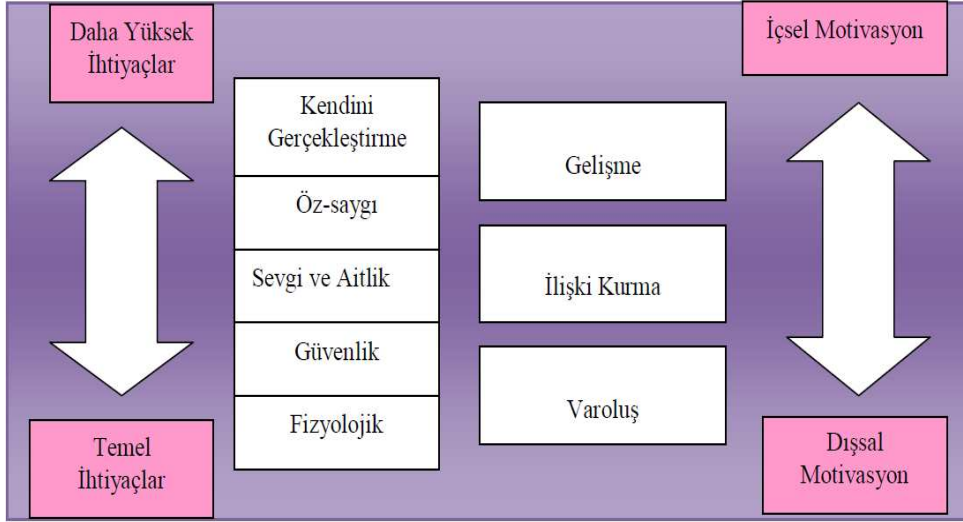 Daha Yüksek
İhtiyaçlar
İçsel Motivasyon
Kendini
Gerçekleştirme
Öz-saygı
Sevgi ve Aitlik
Güvenlik
Fizyolojik
Gelişme
İlişki Kurma
Varoluş
Temel
İhtiyaçlar
Dışsal
Motivasyon